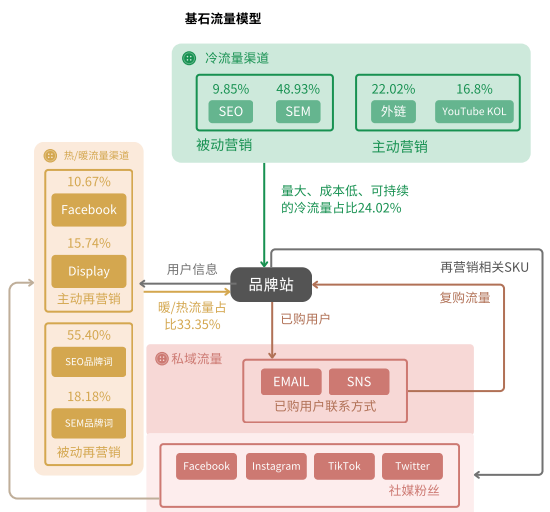 基石流量模型
冷流量渠道
9.85%
48.93%
22.02%
16.8%
SEO
SEM
外链
YouTube KOL
被动营销
主动营销
热/暖流量渠道
10.67%
Facebook
15.74%
Display
主动再营销
55.40%
SEO品牌词
18.18%
SEM品牌词
被动再营销
量大、成本低、可持续
的冷流量占比24.02%
用户信息
品牌站
再营销相关SKU
暖/热流量占
比33.35%
复购流量
已购用户
私域流量
EMAIL
SNS
已购用户联系方式
Facebook
Instagram
TikTok
Twitter
社媒粉丝